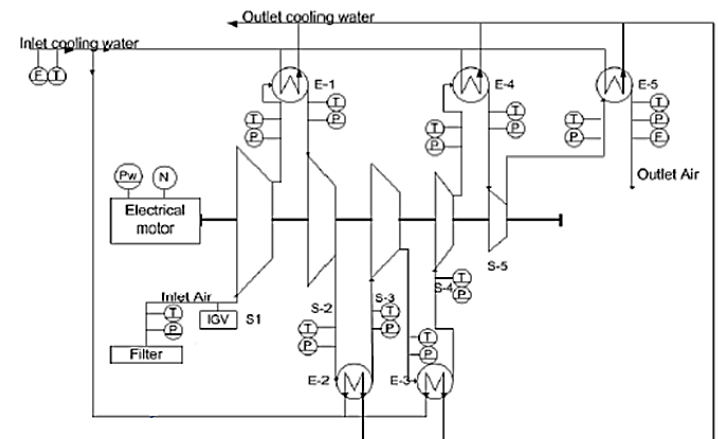 Outlet cooling water
Inlet cooling water
F T
E-1
E-4
E-5
T
P
T
P
T
P
T
P
T
P
T
P
F
Outlet Air
Pw N
Electrical
motor
S-5
S-4
T
P
Inlet Air
T
P
IGV
S1
Filter
S-2
S-3
T
P
T
P
T
P
E-2
E-3